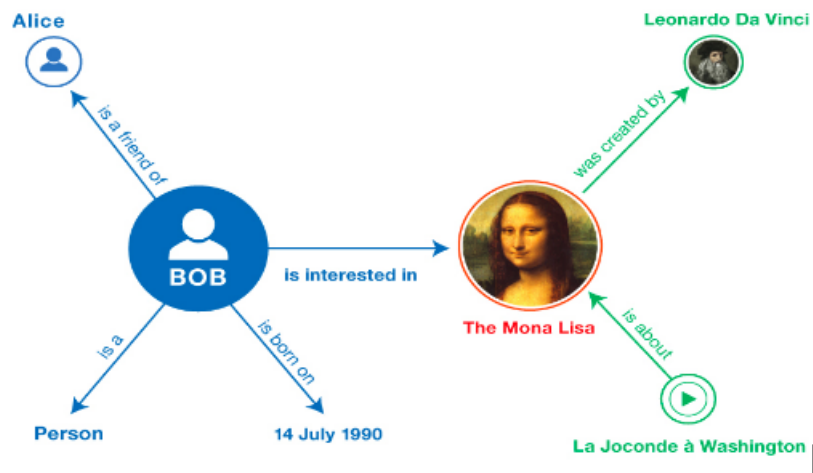 Alice
Leonardo Da Vinci
is a friend of
was created by
BOB
is interested in
The Mona Lisa
is a
is born on
is about
Person
14 July 1990
La Joconde à Washington